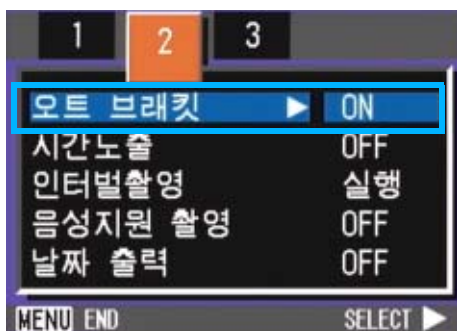 1 2 3
오트 브래킷 ▶ ON
시간노출 OFF
인터벌촬영 실행
음성지원 촬영 OFF
날짜 출력 OFF
MENU END SELECT ▶